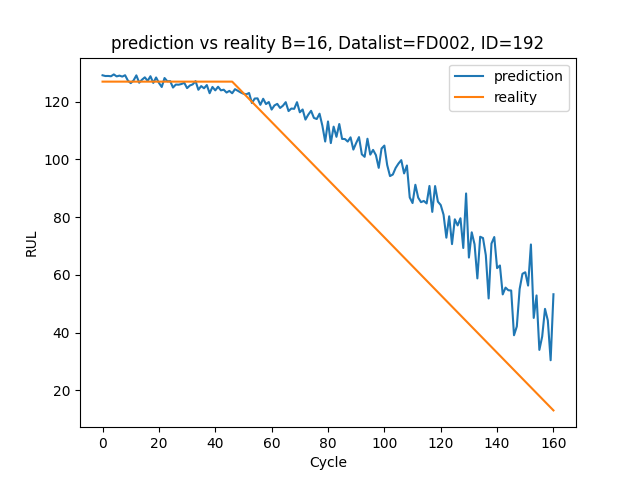 prediction vs reality B=16, Datalist=FD002, ID=192
prediction
reality
RUL
120
100
80
60
40
20
0 20 40 60 80 100 120 140 160
Cycle